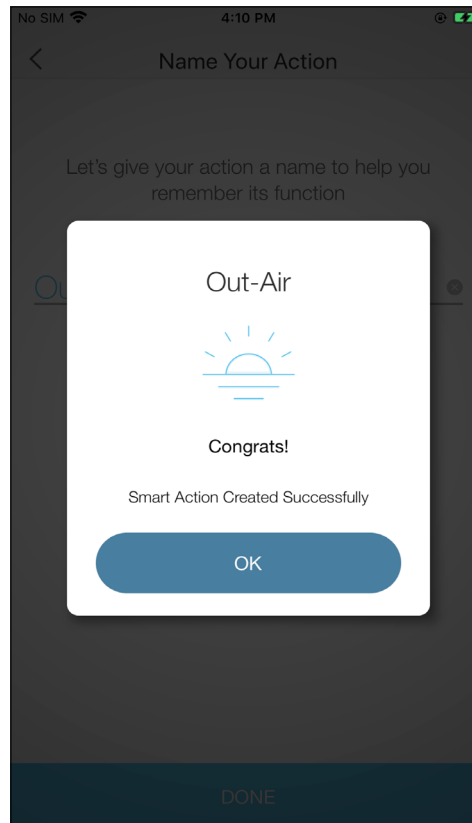 No SIM 4:10 PM
Name Your Action
Let's give your action a name to help you
remember its function
Ou
Out-Air
Congrats!
Smart Action Created Successfully
OK
DONE